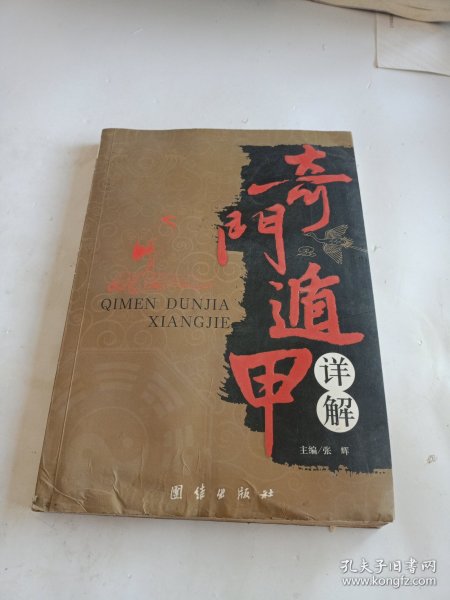 奇門遁甲
详解
QIMEN DUNJIA
XIANGJIE
主编/张 辉
团结出版社
孔夫子旧书网
www.kongfz.com